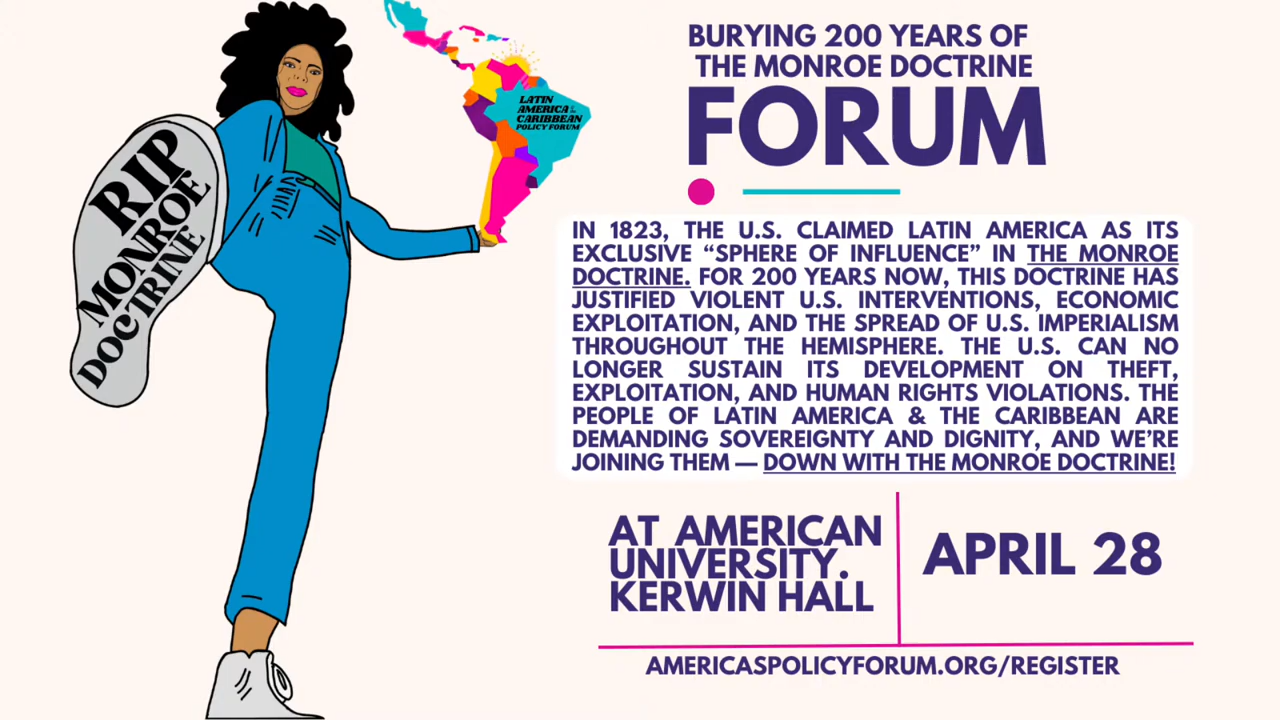 RIP
MONROE
DOCTRINE
LATIN
AMERICA & THE
CARIBBEAN
POLICY FORUM
BURYING 200 YEARS OF
THE MONROE DOCTRINE
FORUM
IN 1823, THE U.S. CLAIMED LATIN AMERICA AS ITS
EXCLUSIVE “SPHERE OF INFLUENCE” IN THE MONROE
DOCTRINE. FOR 200 YEARS NOW, THIS DOCTRINE HAS
JUSTIFIED VIOLENT U.S. INTERVENTIONS, ECONOMIC
EXPLOITATION, AND THE SPREAD OF U.S. IMPERIALISM
THROUGHOUT THE HEMISPHERE. THE U.S. CAN NO
LONGER SUSTAIN ITS DEVELOPMENT ON THEFT,
EXPLOITATION, AND HUMAN RIGHTS VIOLATIONS. THE
PEOPLE OF LATIN AMERICA & THE CARIBBEAN ARE
DEMANDING SOVEREIGNTY AND DIGNITY, AND WE’RE
JOINING THEM — DOWN WITH THE MONROE DOCTRINE!
AT AMERICAN
UNIVERSITY.
KERWIN HALL
APRIL 28
AMERICASPOLICYFORUM.ORG/REGISTER